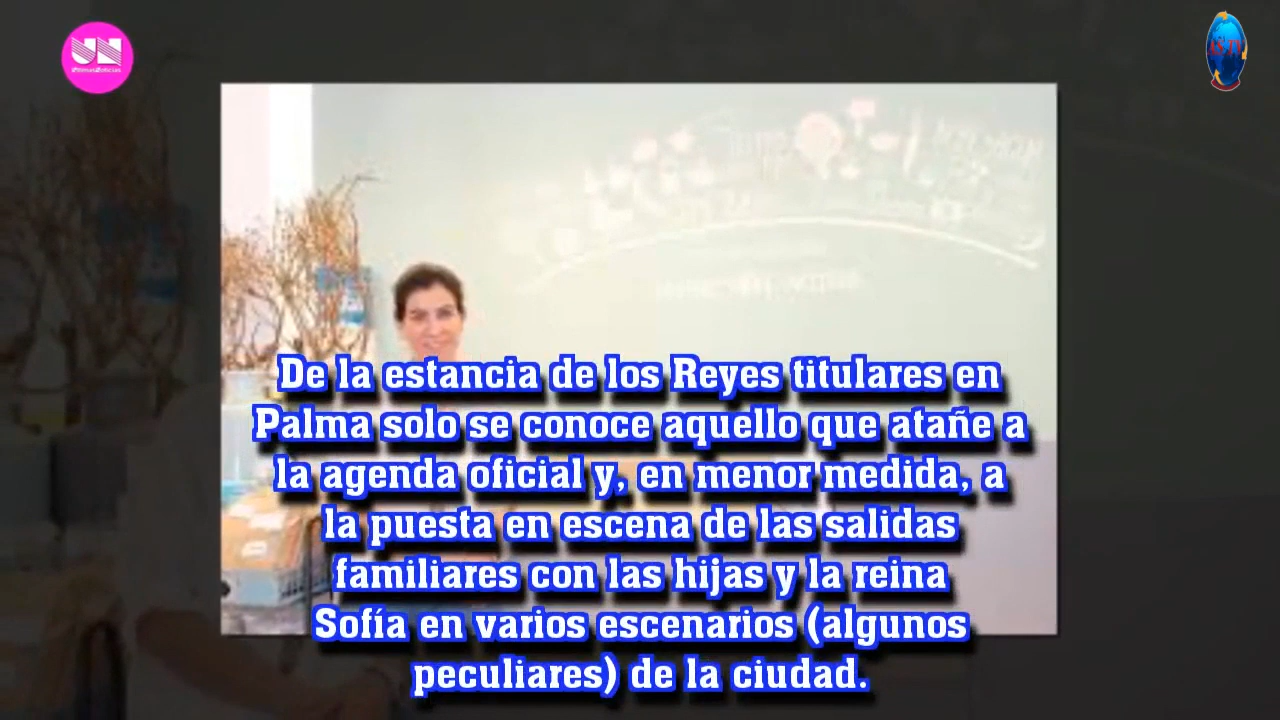 De la estancia de los Reyes titulares en
Palma solo se conoce aquello que atañe a
la agenda oficial y, en menor medida, a
la puesta en escena de las salidas
familiares con las hijas y la reina
Sofía en varios escenarios (algunos
peculiares) de la ciudad.